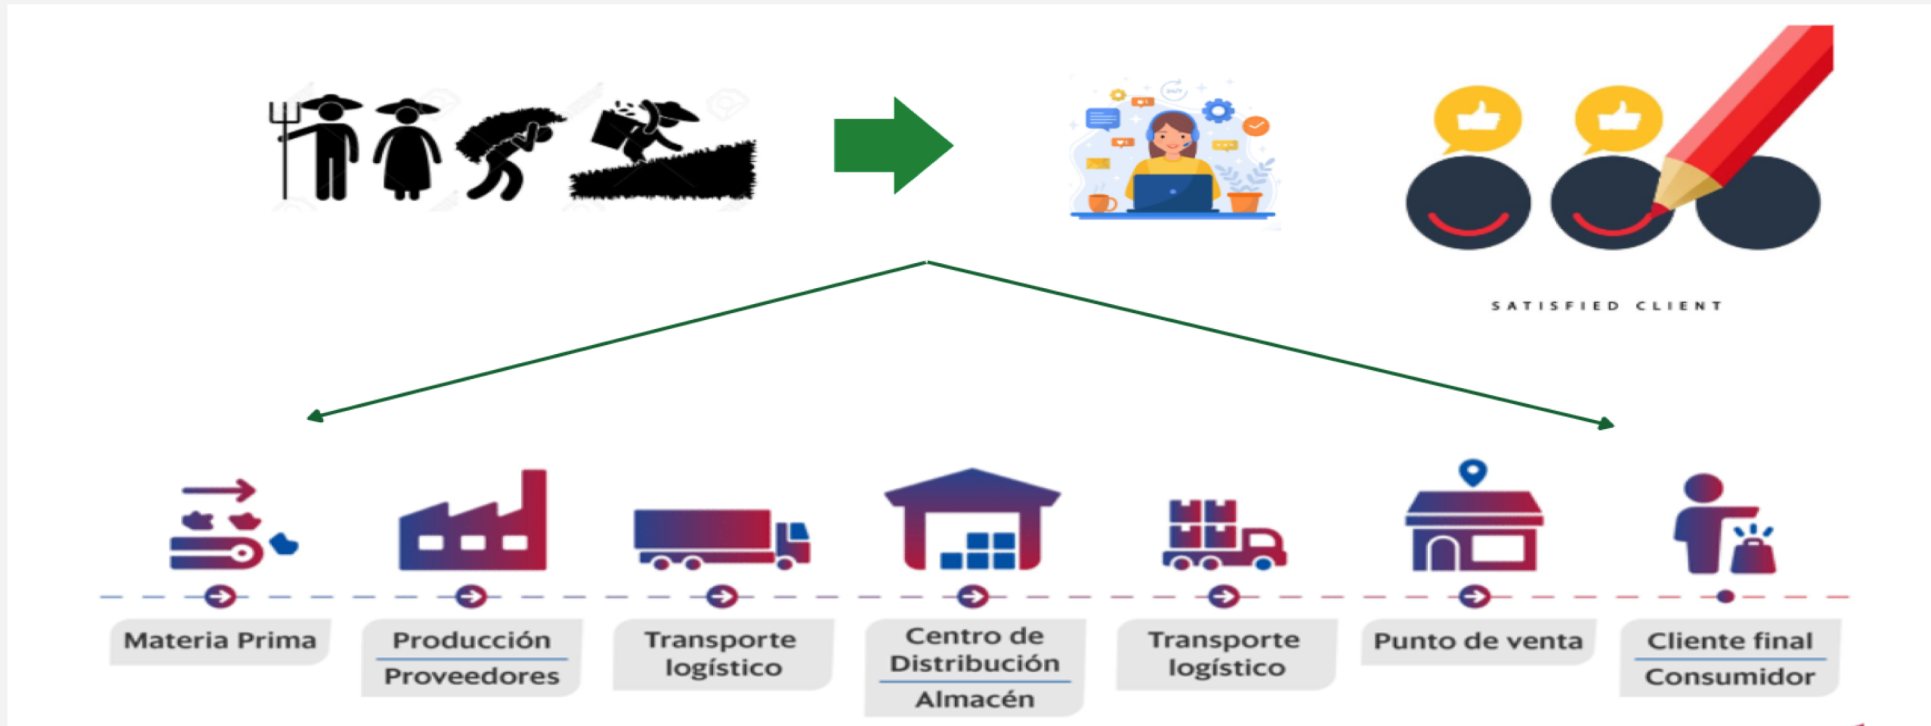 SATISFIED CLIENT
Materia Prima
Producción
Proveedores
Transporte
logístico
Centro de
Distribución
Almacén
Transporte
logístico
Punto de venta
Cliente final
Consumidor